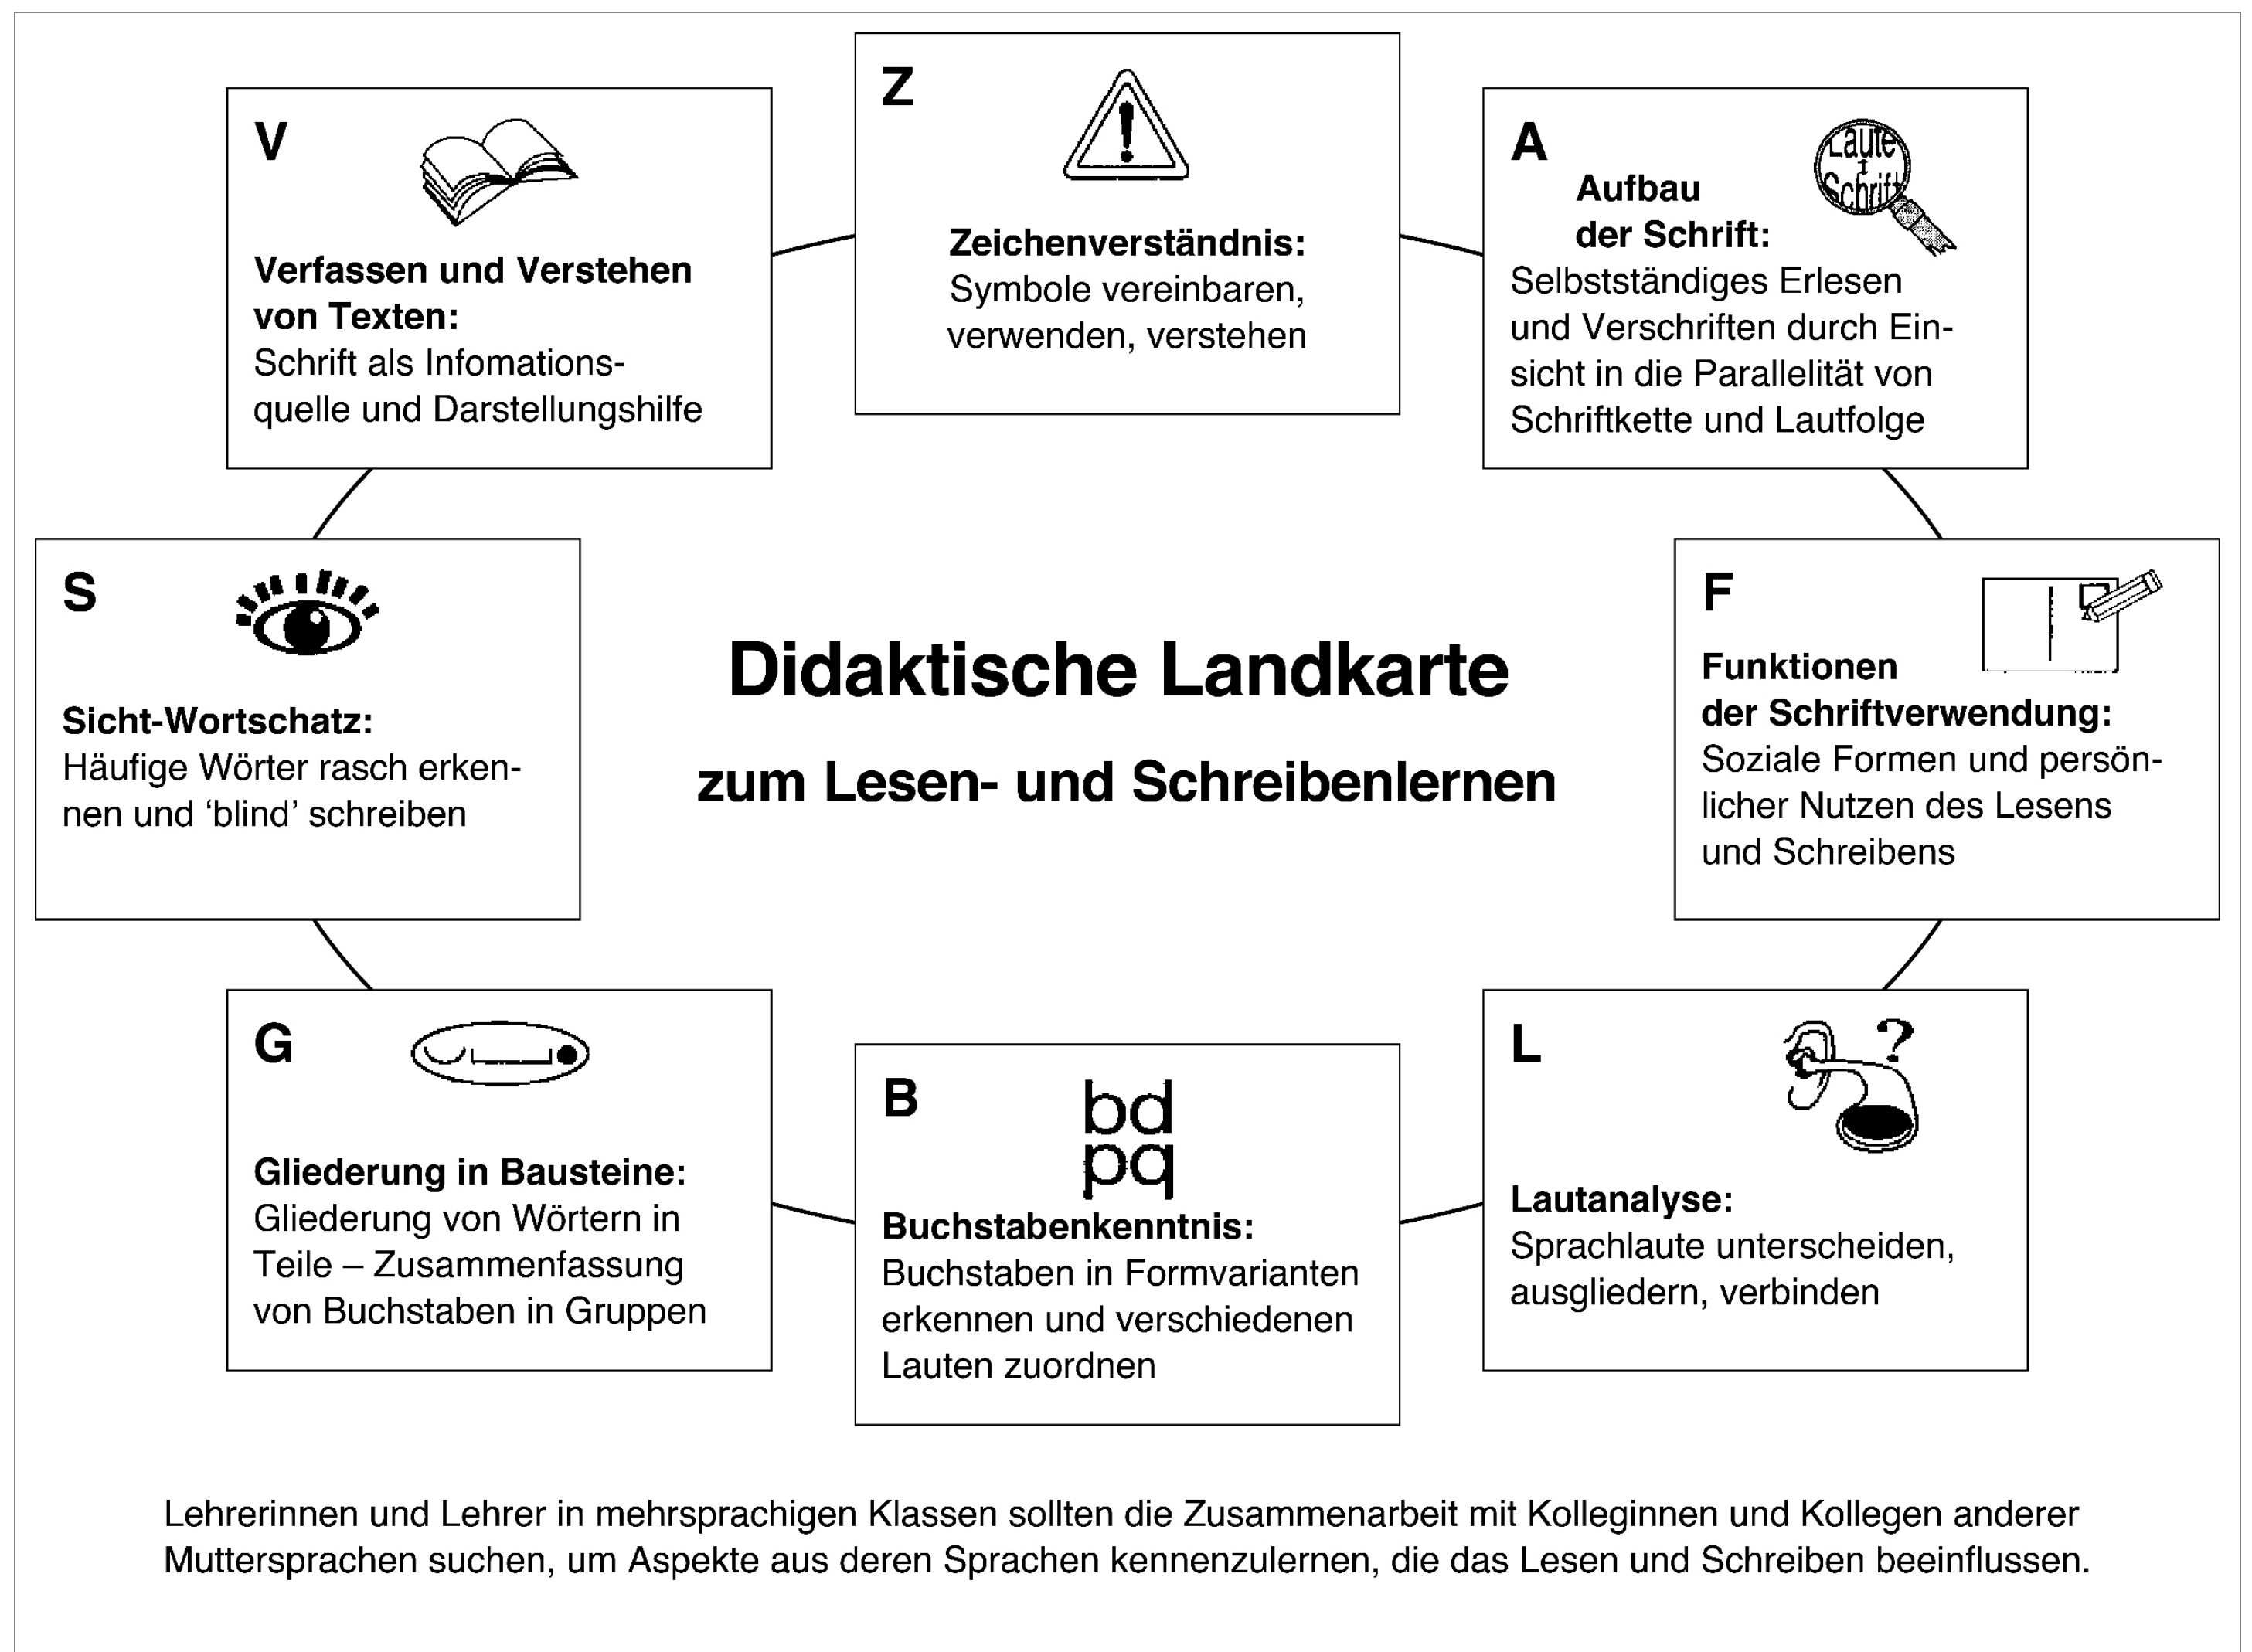 Z
Zeichenverständnis:
Symbole vereinbaren,
verwenden, verstehen
A
Laute
Schrift
Aufbau
der Schrift:
Selbstständiges Erlesen
und Verschriften durch Ein-
sicht in die Parallelität von
Schriftkette und Lautfolge
F
Funktionen
der Schriftverwendung:
Soziale Formen und persön-
licher Nutzen des Lesens
und Schreibens
L
?
Lautanalyse:
Sprachlaute unterscheiden,
ausgliedern, verbinden
B
bd
pq
Buchstabenkenntnis:
Buchstaben in Formvarianten
erkennen und verschiedenen
Lauten zuordnen
G
Gliederung in Bausteine:
Gliederung von Wörtern in
Teile – Zusammenfassung
von Buchstaben in Gruppen
S
Sicht-Wortschatz:
Häufige Wörter rasch erken-
nen und ‘blind’ schreiben
V
Verfassen und Verstehen
von Texten:
Schrift als Infomations-
quelle und Darstellungshilfe
Didaktische Landkarte
zum Lesen- und Schreibenlernen
Lehrerinnen und Lehrer in mehrsprachigen Klassen sollten die Zusammenarbeit mit Kolleginnen und Kollegen anderer
Muttersprachen suchen, um Aspekte aus deren Sprachen kennenzulernen, die das Lesen und Schreiben beeinflussen.